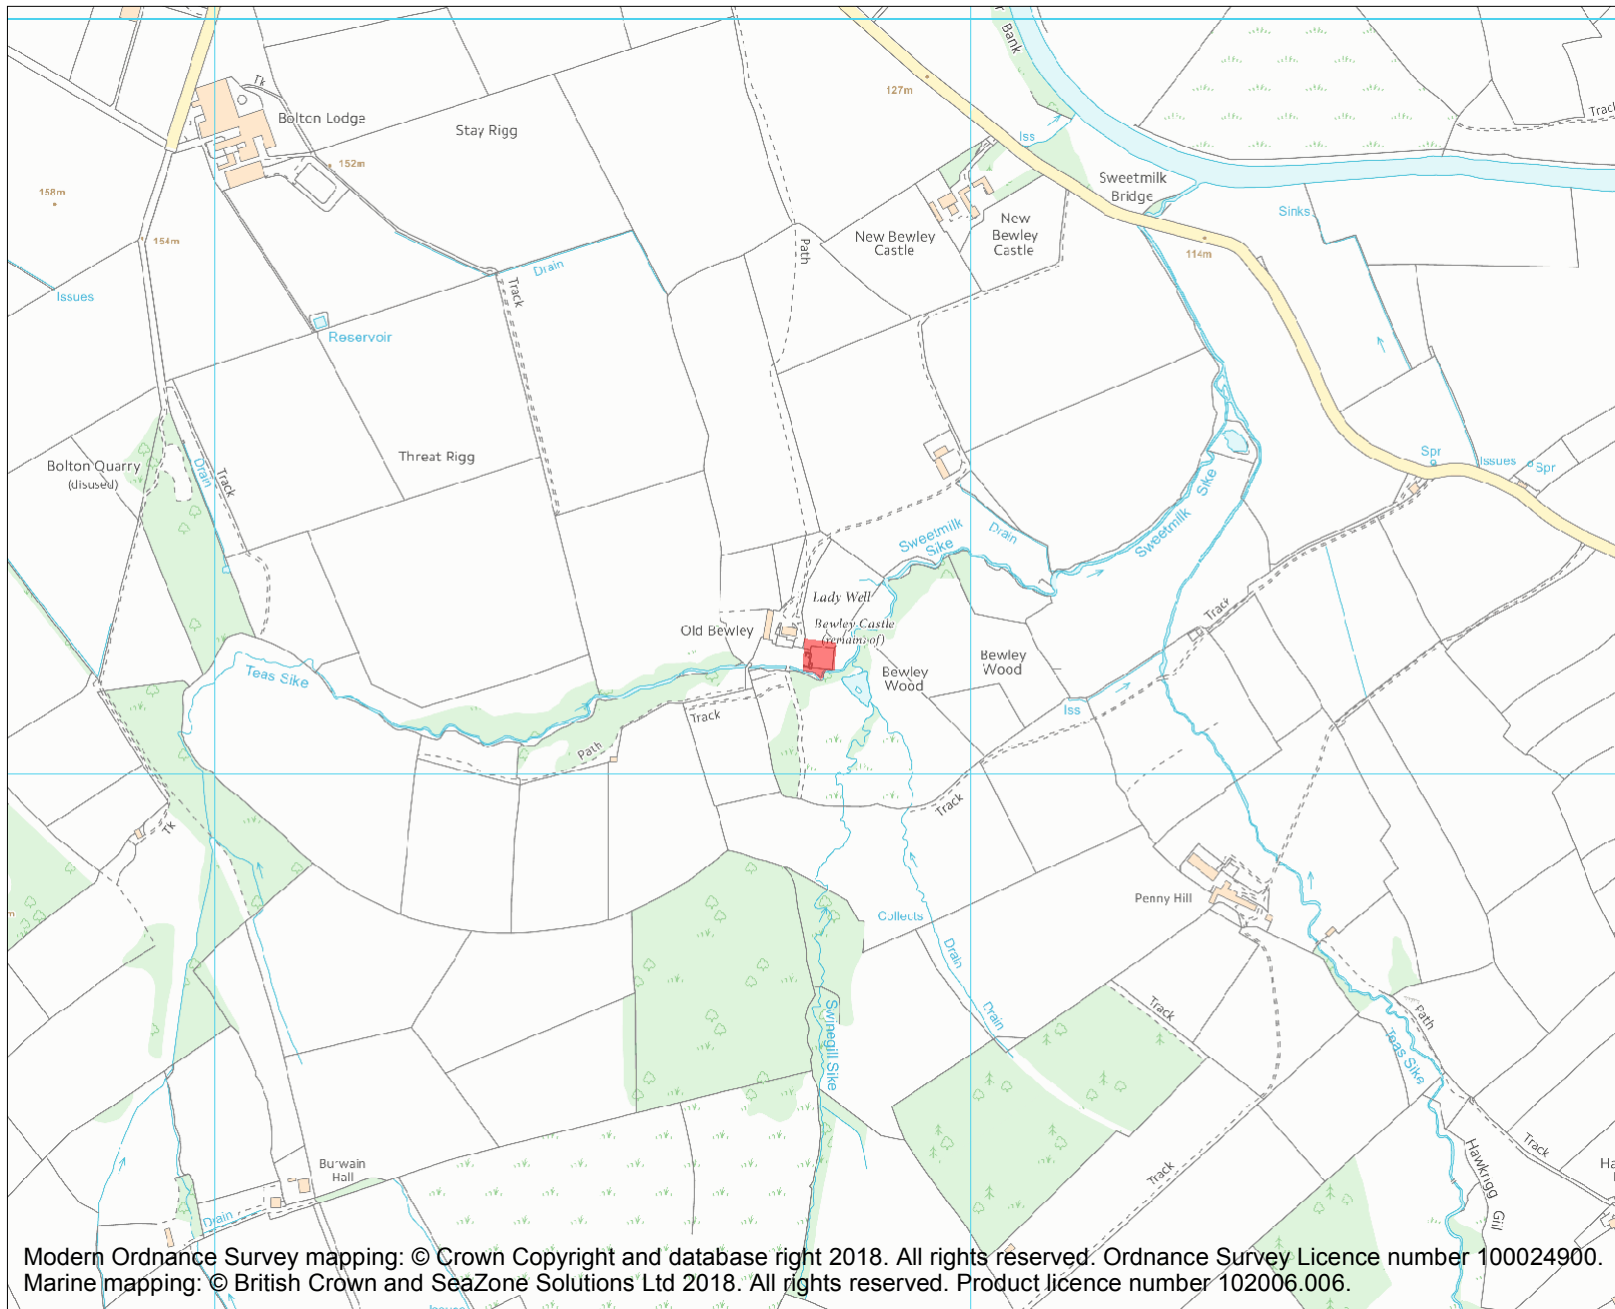 Bank
127m
Tk
Bolton Lodge
Stay Rigg
152m
Iss
Track
158m
Sweetmilk
Bridge
Sinks
New
Bewley
Castle
New Bewley
Castle
154m
Path
114m
Drain
Issues
Track
Reservoir
Bolton Quarry
(disused)
Drain
Track
Threat Rigg
Spr
Issues
Spr
Sweetmilk
Sike
Drain
Sweetmilk
Sike
Lady Well
Bewley Castle
(remains of)
Old Bewley
Track
Bewley
Wood
Bewley
Wood
Teas Sike
Iss
Track
Path
Track
Tk
Penny Hill
Collects
Drain
Drain
Swinegill Sike
Track
Path
Teas Sike
Track
Hawkrigg Gill
Track
Ha
Burwain
Hall
Drain
Issues
Modern Ordnance Survey mapping: © Crown Copyright and database right 2018. All rights reserved. Ordnance Survey Licence number 100024900.
Marine mapping: © British Crown and SeaZone Solutions Ltd 2018. All rights reserved. Product licence number 102006.006.